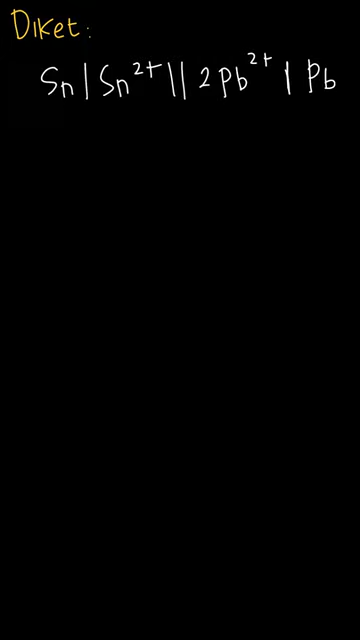 Diket:
Sn | Sn²⁺ || 2Pb²⁺ | Pb